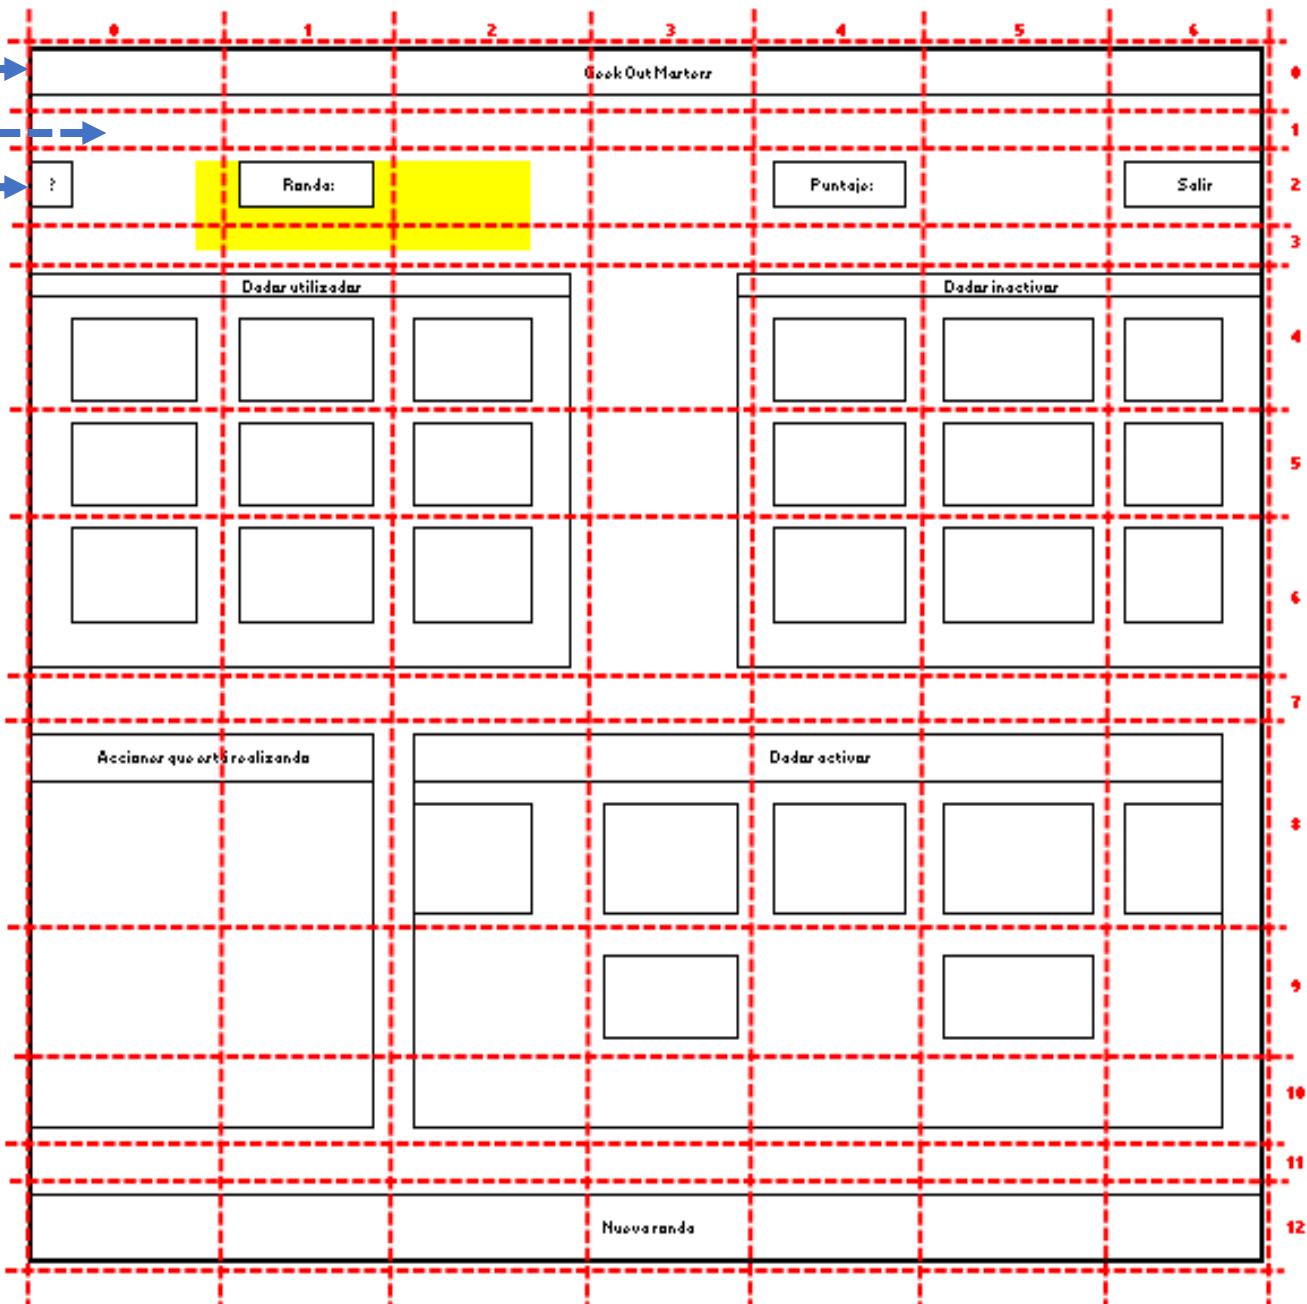 0 1 2 3 4 5 6
Geek Out Masters 0
1
? Ronda: Puntaje: Salir 2
3
Dados utilizados Dados inactivos
4
5
6
7
Acciones que está realizando Dados activos
8
9
10
11
Nueva ronda 12